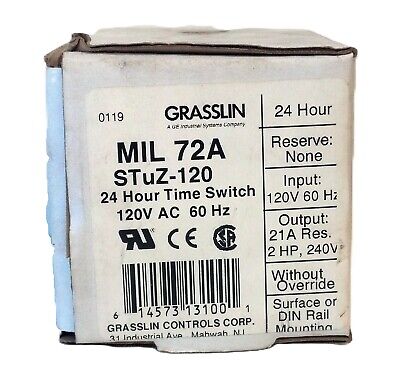 0119
GRASSLIN
A GE Industrial Systems Company
MIL 72A
STuZ-120
24 Hour Time Switch
120V AC 60 Hz
CE
6 14573 13100 1
GRASSLIN CONTROLS CORP.
31 Industrial Ave., Mahwah, NJ
24 Hour
Reserve:
None
Input:
120V 60 Hz
Output:
21A Res.
2 HP, 240V
Without
Override
Surface or
DIN Rail
Mounting